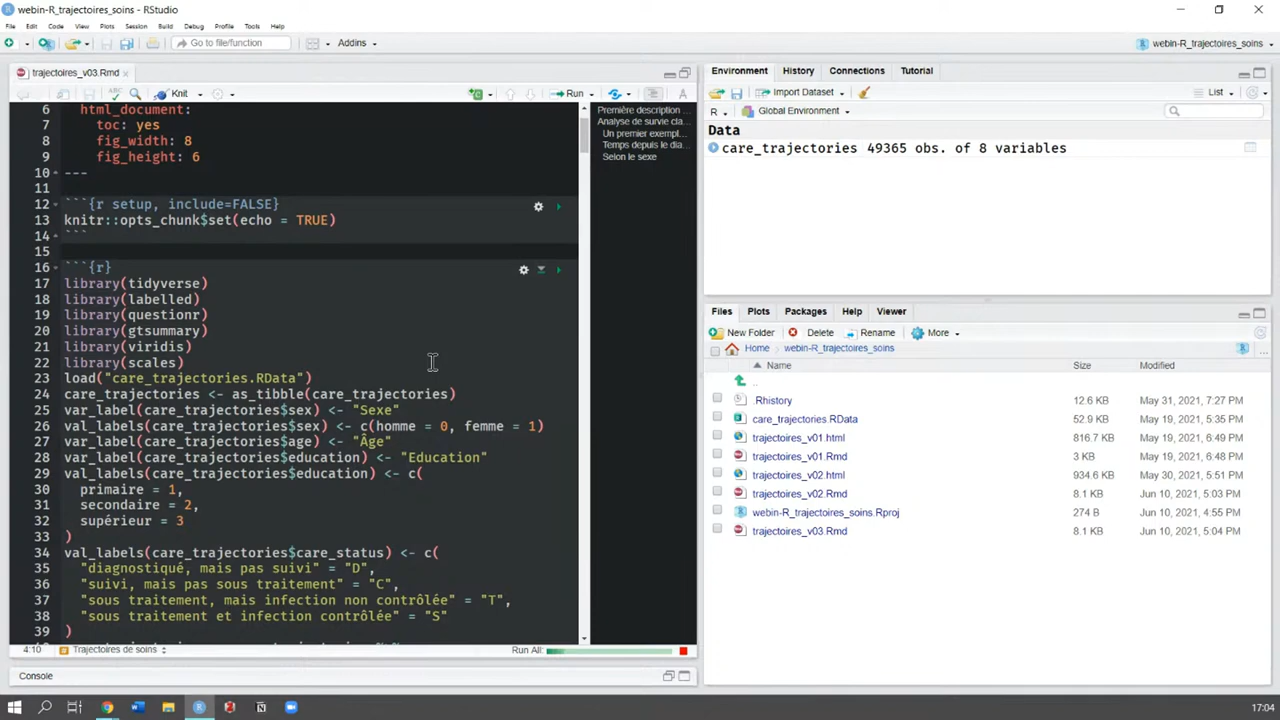 webin-R_trajectoires_soins - RStudio
File Edit Code View Plots Session Build Debug Profile Tools Help
Go to file/function Addins webin-R_trajectoires_soins
trajectoires_v03.Rmd
Knit Run
6 html_document:
7 toc: yes
8 fig_width: 8
9 fig_height: 6
10 ---
11
12 ```{r setup, include=FALSE}
13 knitr::opts_chunk$set(echo = TRUE)
14 ```
15
16 ```{r}
17 library(tidyverse)
18 library(labelled)
19 library(questionr)
20 library(gtsummary)
21 library(viridis)
22 library(scales)
23 load("care_trajectories.RData")
24 care_trajectories <- as_tibble(care_trajectories)
25 var_label(care_trajectories$sex) <- "Sexe"
26 val_labels(care_trajectories$sex) <- c(homme = 0, femme = 1)
27 var_label(care_trajectories$age) <- "Âge"
28 var_label(care_trajectories$education) <- "Education"
29 val_labels(care_trajectories$education) <- c(
30 primaire = 1,
31 secondaire = 2,
32 supérieur = 3
33 )
34 val_labels(care_trajectories$care_status) <- c(
35 "diagnostiqué, mais pas suivi" = "D",
36 "suivi, mais pas sous traitement" = "C",
37 "sous traitement, mais infection non contrôlée" = "T",
38 "sous traitement et infection contrôlée" = "S"
39 )
Première description ...
Analyse de survie cla...
Un premier exempl...
Temps depuis le dia...
Selon le sexe
4:10 Trajectoires de soins Run All:
Console
Environment History Connections Tutorial
Import Dataset List
R Global Environment
Data
care_trajectories 49365 obs. of 8 variables
Files Plots Packages Help Viewer
New Folder Delete Rename More
Home webin-R_trajectoires_soins ...
Name Size Modified
..
.Rhistory 12.6 KB May 31, 2021, 7:27 PM
care_trajectories.RData 52.9 KB May 21, 2021, 5:35 PM
trajectoires_v01.html 816.7 KB May 21, 2021, 6:49 PM
trajectoires_v01.Rmd 3 KB May 21, 2021, 6:49 PM
trajectoires_v02.html 934.6 KB May 30, 2021, 5:51 PM
trajectoires_v02.Rmd 8.1 KB Jun 10, 2021, 5:03 PM
webin-R_trajectoires_soins.Rproj 274 B Jun 10, 2021, 4:55 PM
trajectoires_v03.Rmd 8.1 KB Jun 10, 2021, 5:04 PM
17:04